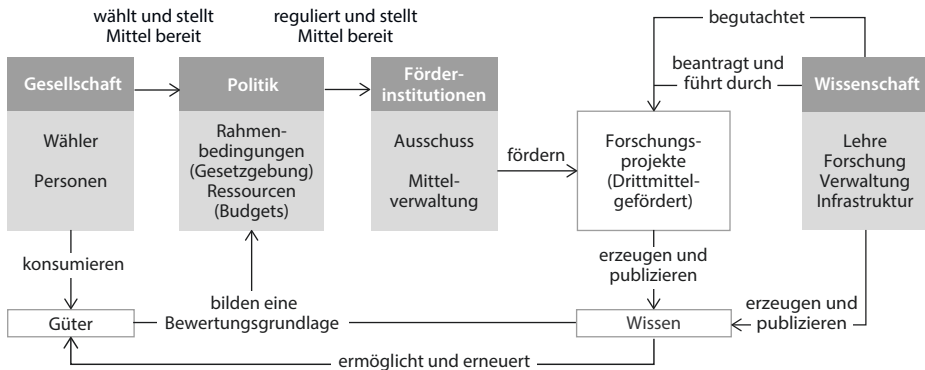 wählt und stellt
Mittel bereit
reguliert und stellt
Mittel bereit
begutachtet
beantragt und
führt durch
Gesellschaft
Wähler
Personen
Politik
Rahmen-
bedingungen
(Gesetzgebung)
Ressourcen
(Budgets)
Förder-
institutionen
Ausschuss
Mittel-
verwaltung
fördern
Forschungs-
projekte
(Drittmittel-
gefördert)
Wissenschaft
Lehre
Forschung
Verwaltung
Infrastruktur
konsumieren
bilden eine
Bewertungsgrundlage
erzeugen und
publizieren
erzeugen und
publizieren
Güter
Wissen
ermöglicht und erneuert